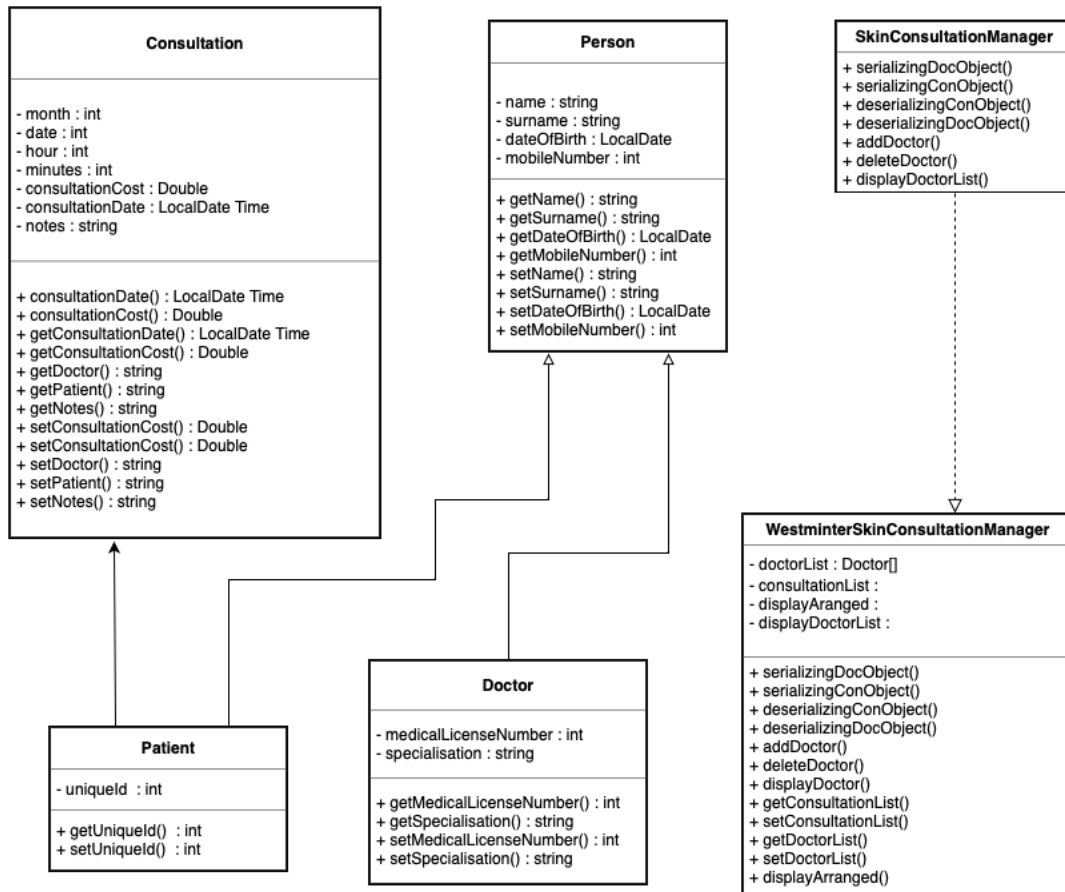 Consultation
- month : int
- date : int
- hour : int
- minutes : int
- consultationCost : Double
- consultationDate : LocalDate Time
- notes : string
+ consultationDate() : LocalDate Time
+ consultationCost() : Double
+ getConsultationDate() : LocalDate Time
+ getConsultationCost() : Double
+ getDoctor() : string
+ getPatient() : string
+ getNotes() : string
+ setConsultationCost() : Double
+ setConsultationCost() : Double
+ setDoctor() : string
+ setPatient() : string
+ setNotes() : string
Person
- name : string
- surname : string
- dateOfBirth : LocalDate
- mobileNumber : int
+ getName() : string
+ getSurname() : string
+ getDateOfBirth() : LocalDate
+ getMobileNumber() : int
+ setName() : string
+ setSurname() : string
+ setDateOfBirth() : LocalDate
+ setMobileNumber() : int
SkinConsultationManager
+ serializingDocObject()
+ serializingConObject()
+ deserializingConObject()
+ deserializingDocObject()
+ addDoctor()
+ deleteDoctor()
+ displayDoctorList()
Patient
- uniqueId : int
+ getUniqueId() : int
+ setUniqueId() : int
Doctor
- medicalLicenseNumber : int
- specialisation : string
+ getMedicalLicenseNumber() : int
+ getSpecialisation() : string
+ setMedicalLicenseNumber() : int
+ setSpecialisation() : string
WestminterSkinConsultationManager
- doctorList : Doctor[]
- consultationList :
- displayAranged :
- displayDoctorList :
+ serializingDocObject()
+ serializingConObject()
+ deserializingConObject()
+ deserializingDocObject()
+ addDoctor()
+ deleteDoctor()
+ displayDoctor()
+ getConsultationList()
+ setConsultationList()
+ getDoctorList()
+ setDoctorList()
+ displayArranged()